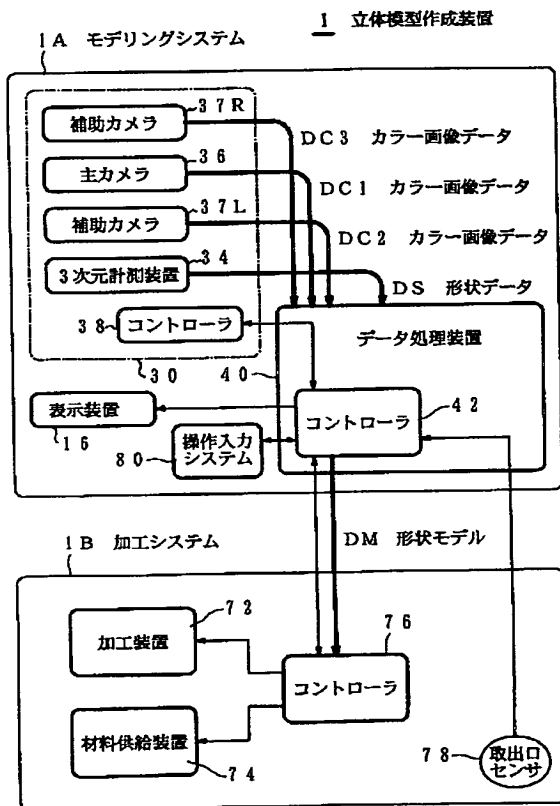 1 立体模型作成装置
1A モデリングシステム
補助カメラ
37R
DC3 カラー画像データ
主カメラ
36
DC1 カラー画像データ
補助カメラ
37L
DC2 カラー画像データ
3次元計測装置
34
DS 形状データ
38
コントローラ
データ処理装置
30
40
表示装置
16
コントローラ
42
操作入力
システム
80
DM 形状モデル
1B 加工システム
加工装置
72
76
コントローラ
材料供給装置
74
78
取出口
センサ